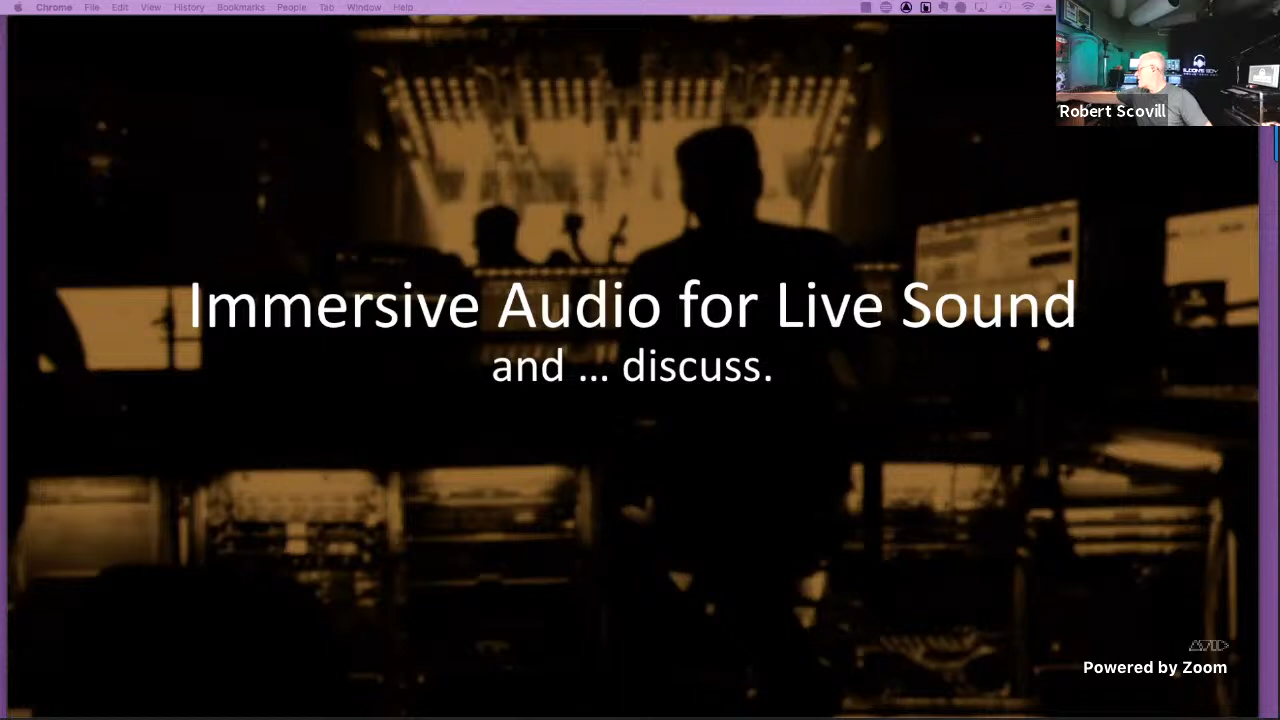 Chrome File Edit View History Bookmarks People Tab Window Help
Robert Scovill
Immersive Audio for Live Sound
and ... discuss.
AVID
Powered by Zoom